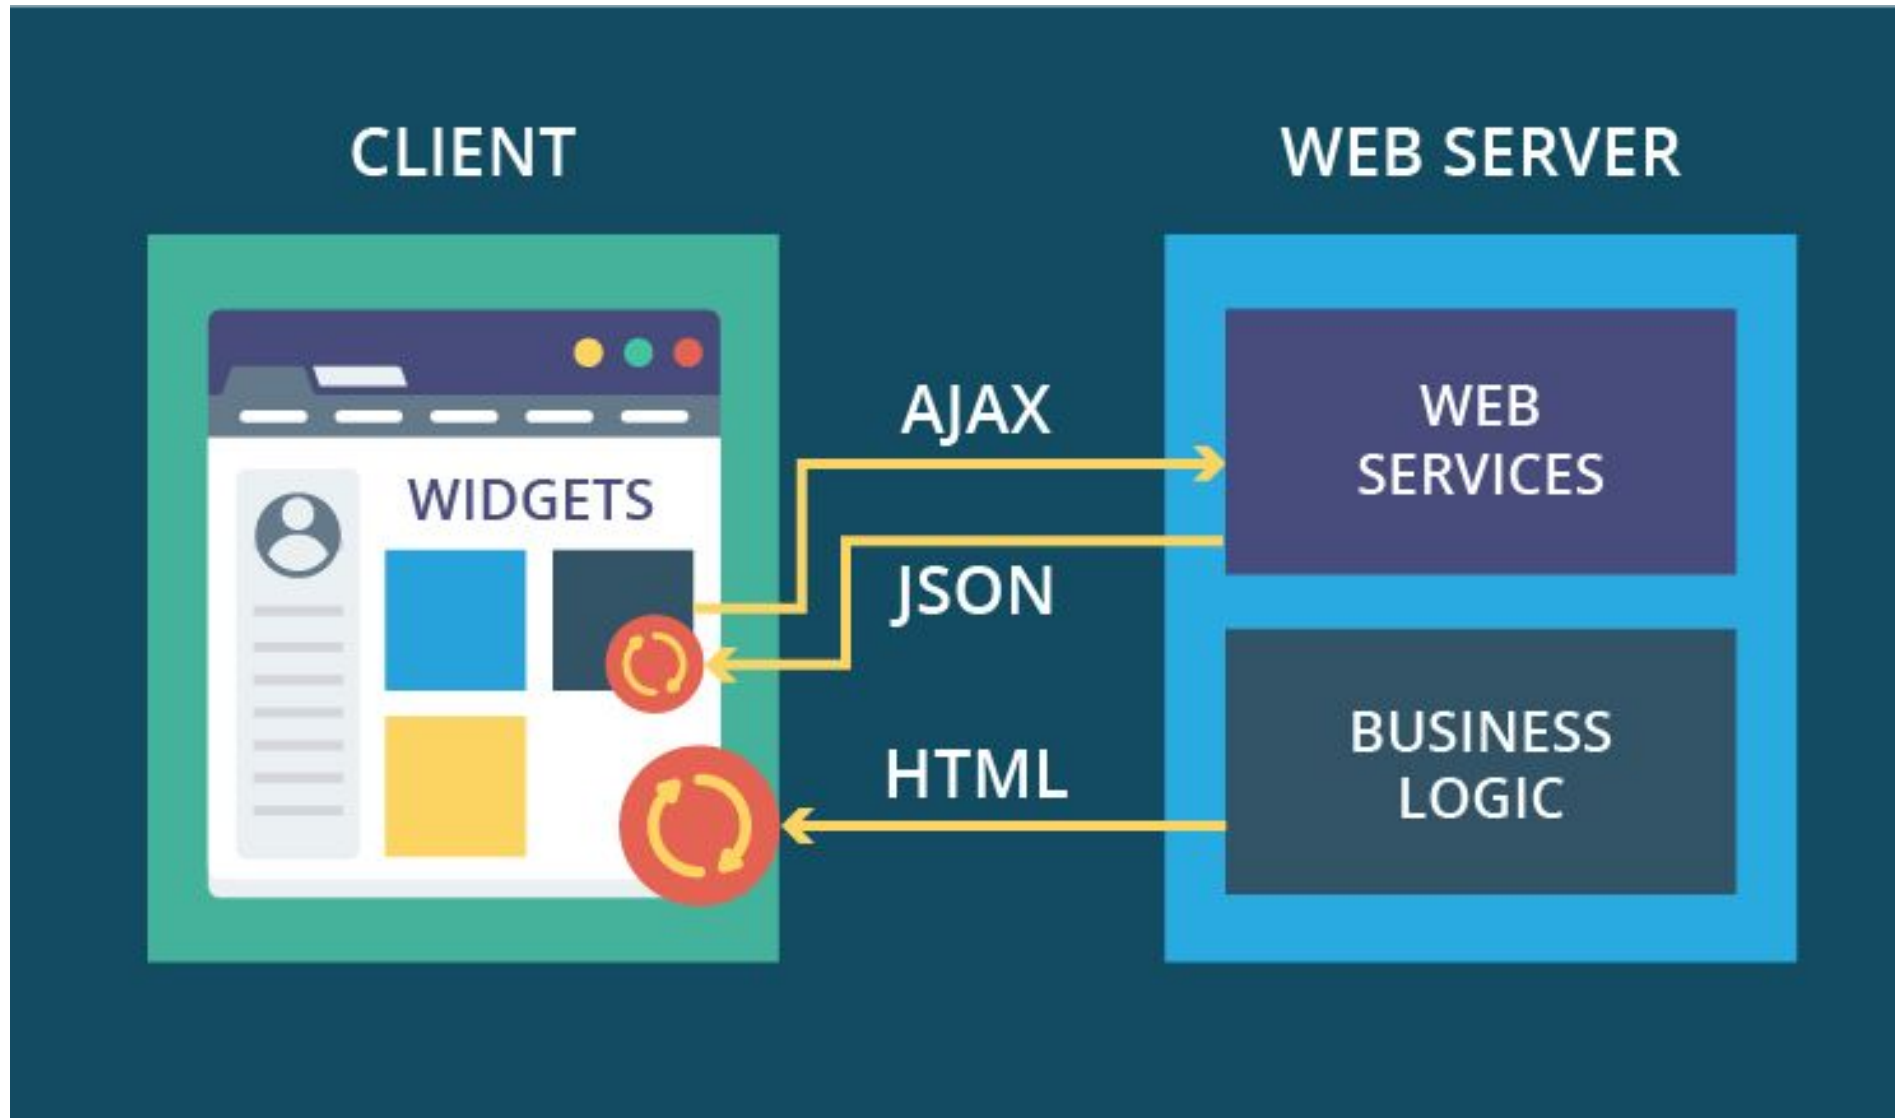 CLIENT
WEB SERVER
WIDGETS
AJAX
JSON
HTML
WEB
SERVICES
BUSINESS
LOGIC